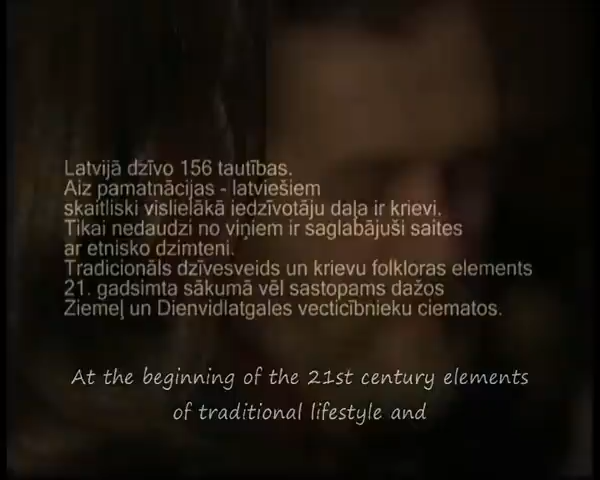 Latvijā dzīvo 156 tautības.
Aiz pamatnācijas - latviešiem
skaitliski vislielākā iedzīvotāju daļa ir krievi.
Tikai nedaudzi no viņiem ir saglabājuši saites
ar etnisko dzimteni.
Tradicionāls dzīvesveids un krievu folkloras elements
21. gadsimta sākumā vēl sastopams dažos
Ziemeļ un Dienvidlatgales vecticībnieku ciematos.
At the beginning of the 21st century elements
of traditional lifestyle and